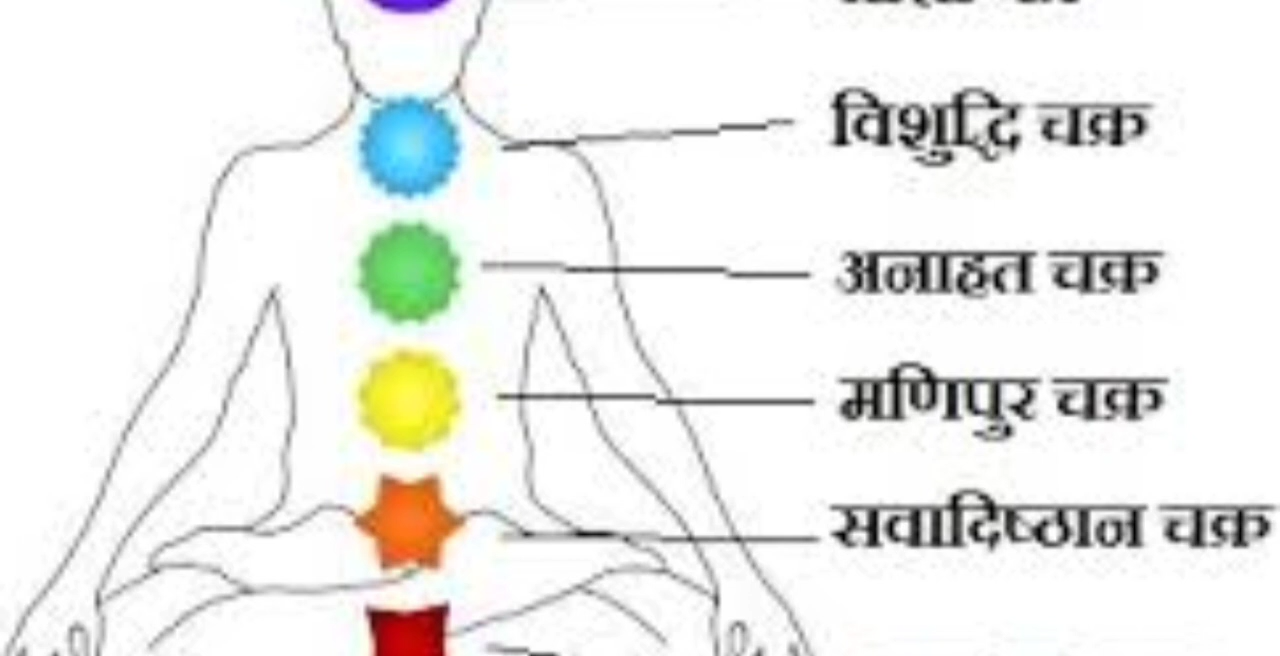 विशुद्धि चक्र
अनाहत चक्र
मणिपुर चक्र
सवादिष्ठान चक्र